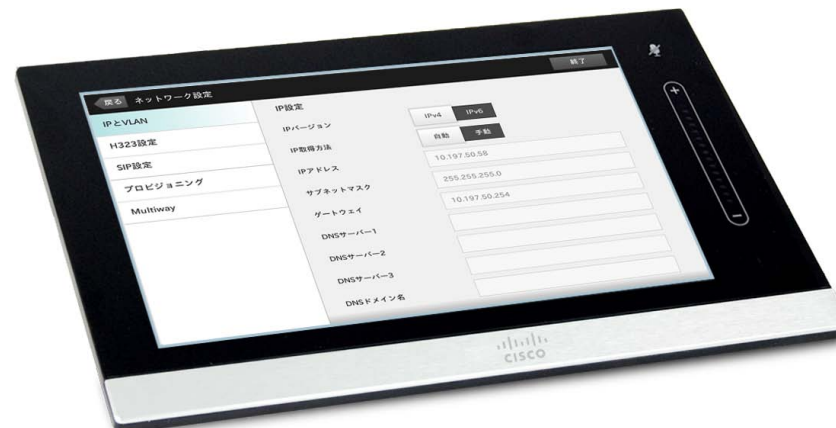 戻る ネットワーク設定
終了
IPとVLAN
H323設定
SIP設定
プロビジョニング
Multiway
IP設定
IPバージョン
IPv4 IPv6
IP取得方法
自動 手動
IPアドレス
10.197.50.58
サブネットマスク
255.255.255.0
ゲートウェイ
10.197.50.254
DNSサーバー1
DNSサーバー2
DNSサーバー3
DNSドメイン名
+
−
CISCO